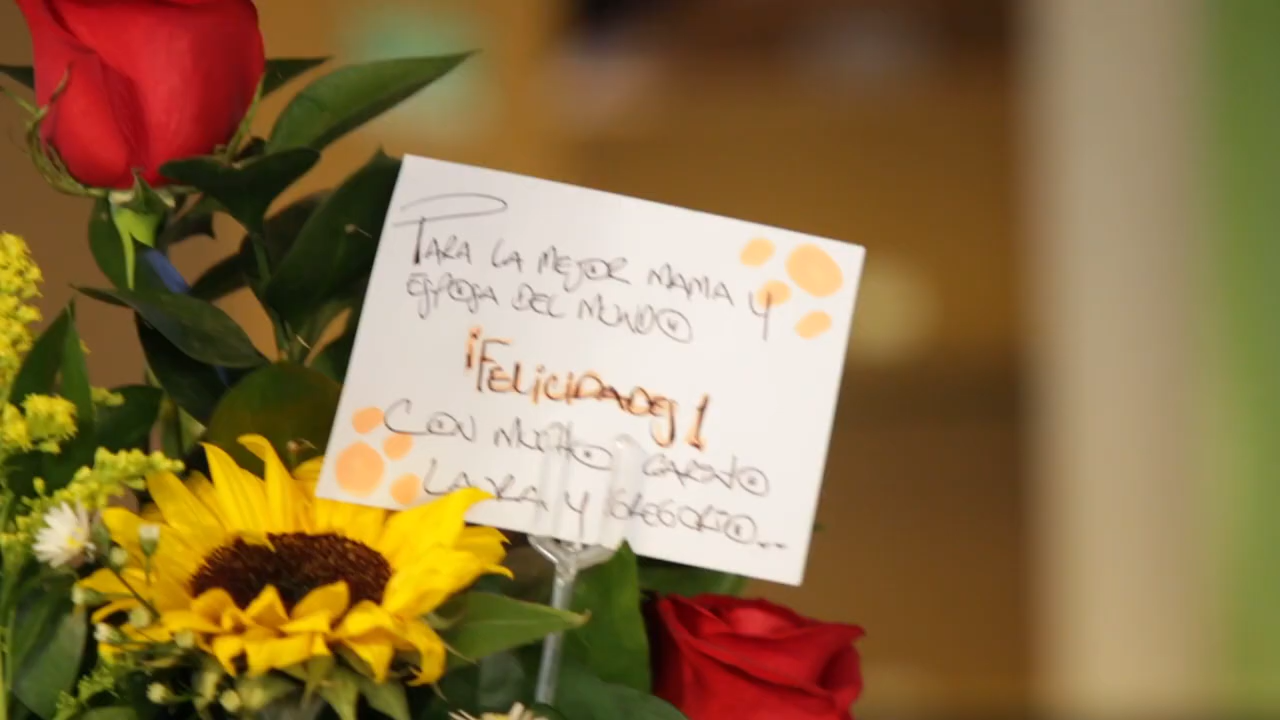 PARA LA MEJOR MAMA Y
ESPOSA DEL MUNDO
¡FELICIDADES!
CON MUCHO CARIÑO
LAURA Y GREGORIO...